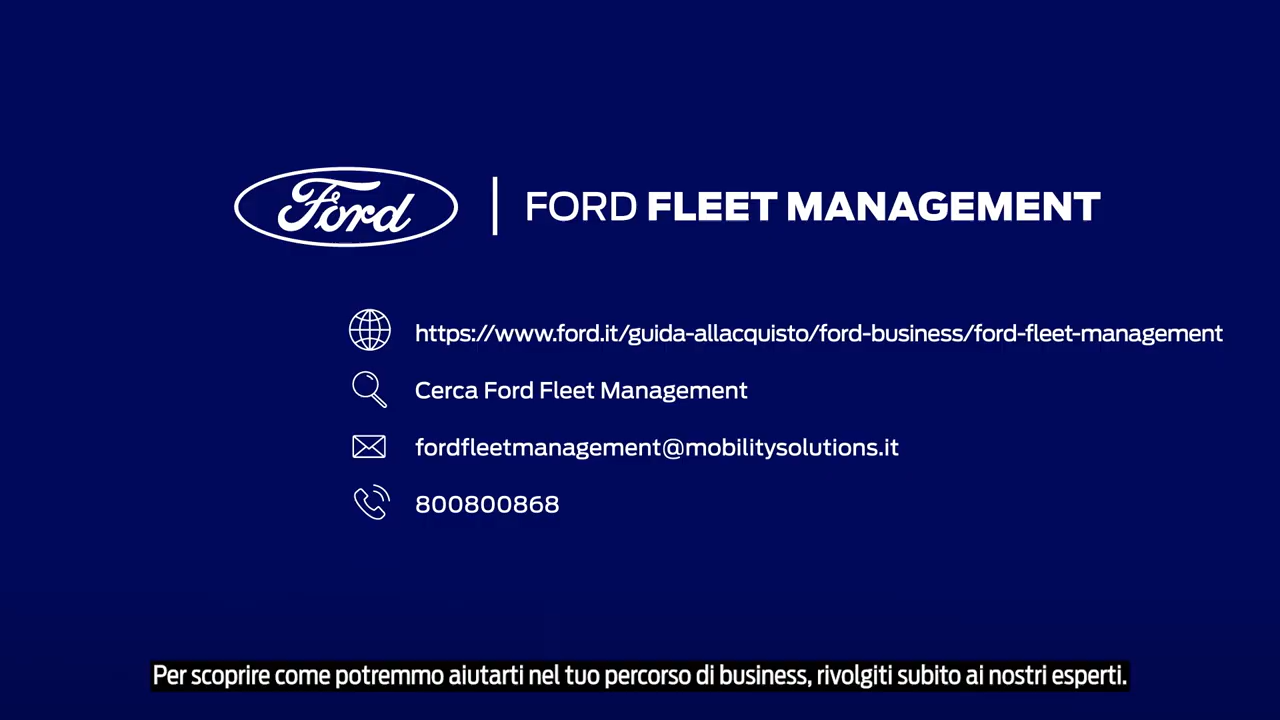 Ford | FORD FLEET MANAGEMENT
https://www.ford.it/guida-allacquisto/ford-business/ford-fleet-management
Cerca Ford Fleet Management
fordfleetmanagement@mobilitysolutions.it
800800868
Per scoprire come potremmo aiutarti nel tuo percorso di business, rivolgiti subito ai nostri esperti.